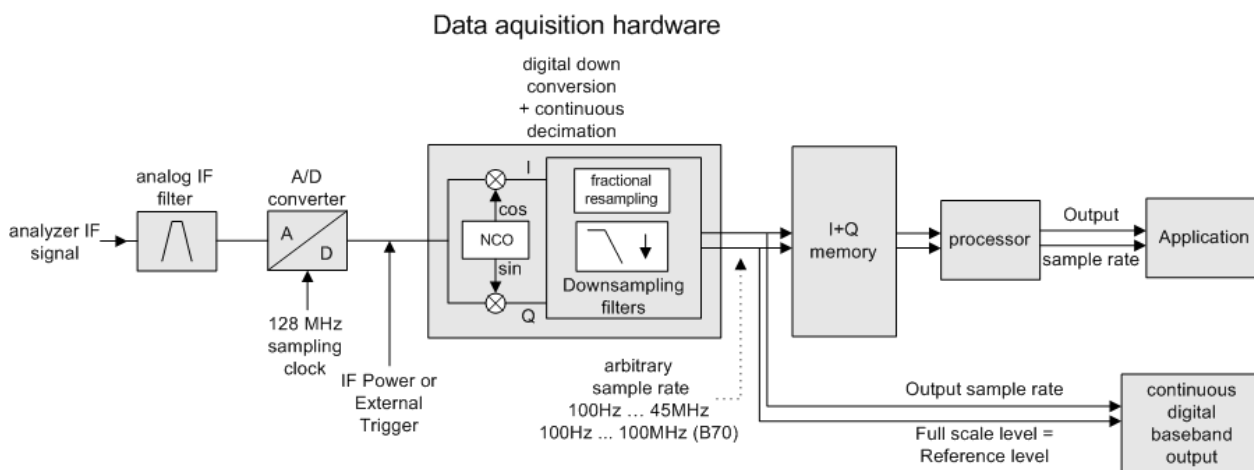 Data aquisition hardware
digital down
conversion
+ continuous
decimation
analyzer IF
signal
analog IF
filter
A/D
converter
A
D
128 MHz
sampling
clock
IF Power or
External
Trigger
I
cos
NCO
sin
Q
fractional
resampling
Downsampling
filters
arbitrary
sample rate
100Hz … 45MHz
100Hz ... 100MHz (B70)
I+Q
memory
processor
Output
sample rate
Application
Output sample rate
Full scale level =
Reference level
continuous
digital
baseband
output